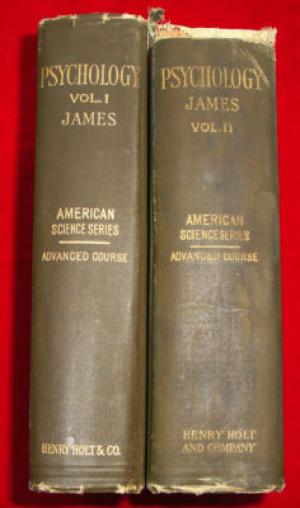 PSYCHOLOGY
VOL. I
JAMES
AMERICAN
SCIENCE SERIES
ADVANCED COURSE
HENRY HOLT & CO.
PSYCHOLOGY
JAMES
VOL. II
AMERICAN
SCIENCE SERIES
ADVANCED COURSE
HENRY HOLT
AND COMPANY